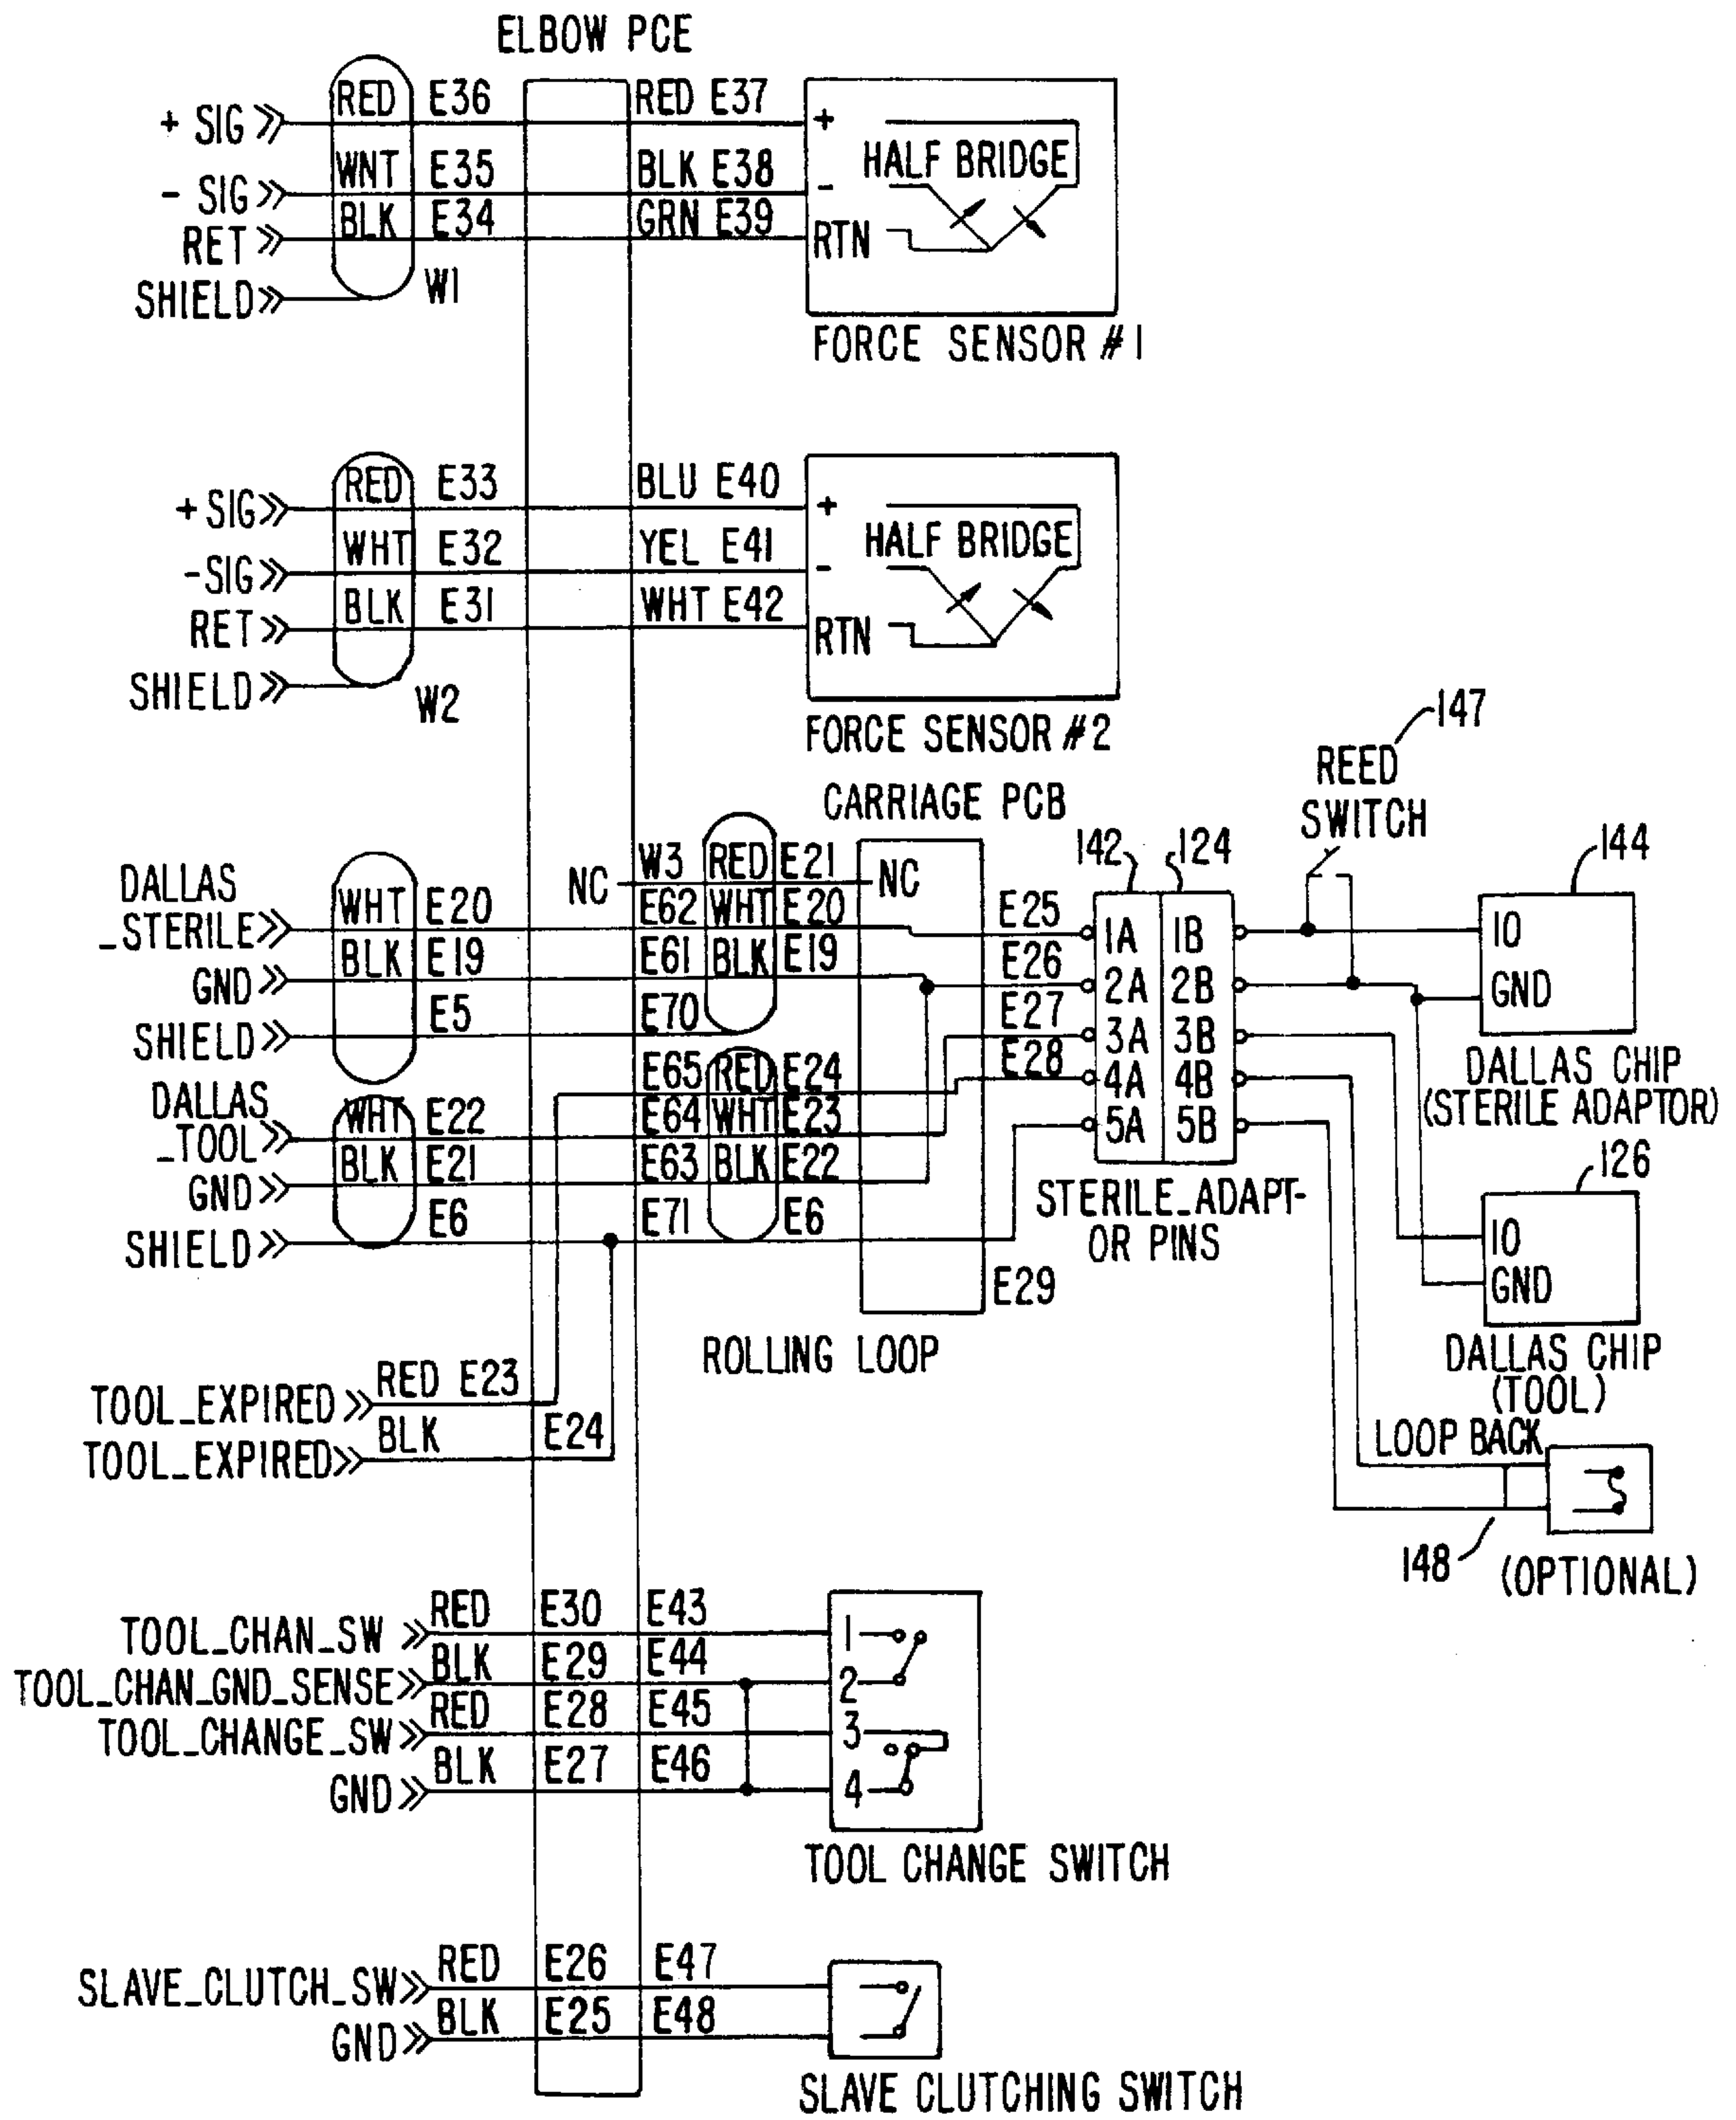 ELBOW PCE
RED E36 RED E37
+ SIG +
HALF BRIDGE
WNT E35 BLK E38
- SIG -
BLK E34 GRN E39
RET RTN
SHIELD W1
FORCE SENSOR #1
RED E33 BLU E40
+ SIG +
HALF BRIDGE
WHT E32 YEL E41
-SIG -
BLK E31 WHT E42
RET RTN
SHIELD W2
FORCE SENSOR #2
147
REED
SWITCH
CARRIAGE PCB
142 124 144
NC W3 RED E21 NC
DALLAS
_STERILE
WHT E20 E62 WHT E20 E25 1A 1B IO
BLK E19 E61 BLK E19 E26 2A 2B GND
GND
E5 E70 E27 3A 3B
SHIELD
DALLAS CHIP
(STERILE ADAPTOR)
E65 RED E24 E28 4A 4B
DALLAS
_TOOL
WHT E22 E64 WHT E23 5A 5B
BLK E21 E63 BLK E22
GND
126
STERILE_ADAPT-
OR PINS
E6 E71 E6
SHIELD
IO
GND
E29
DALLAS CHIP
(TOOL)
ROLLING LOOP
RED E23
TOOL_EXPIRED
BLK E24
TOOL_EXPIRED
LOOP BACK
148
(OPTIONAL)
RED E30 E43
TOOL_CHAN_SW 1
BLK E29 E44
TOOL_CHAN_GND_SENSE 2
RED E28 E45
TOOL_CHANGE_SW 3
BLK E27 E46
GND 4
TOOL CHANGE SWITCH
RED E26 E47
SLAVE_CLUTCH_SW
BLK E25 E48
GND
SLAVE CLUTCHING SWITCH